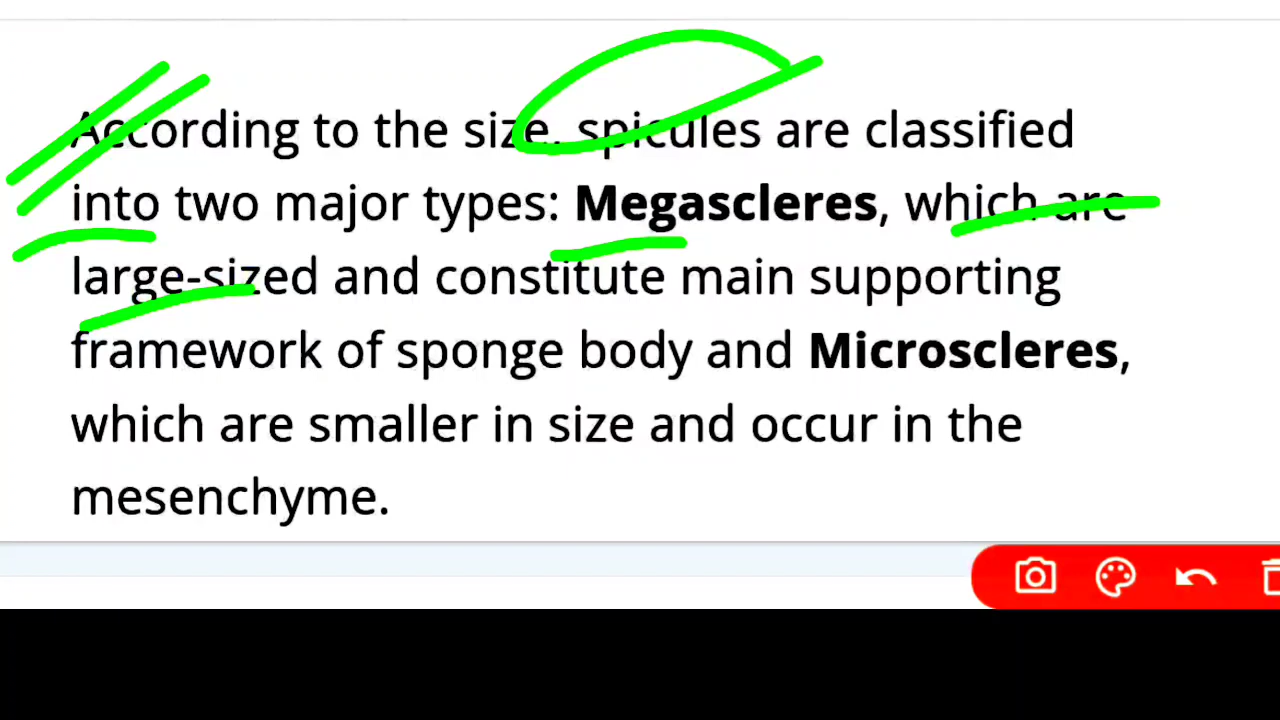 According to the size, spicules are classified
into two major types: Megascleres, which are
large-sized and constitute main supporting
framework of sponge body and Microscleres,
which are smaller in size and occur in the
mesenchyme.